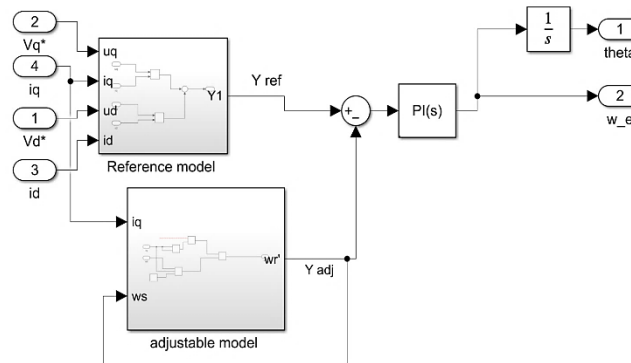 2
Vq*
4
iq
1
Vd*
3
id
uq
iq
ud
id
Y1
Reference model
Y ref
+
−
PI(s)
1
s
1
theta
2
w_e
iq
ws
wr'
adjustable model
Y adj